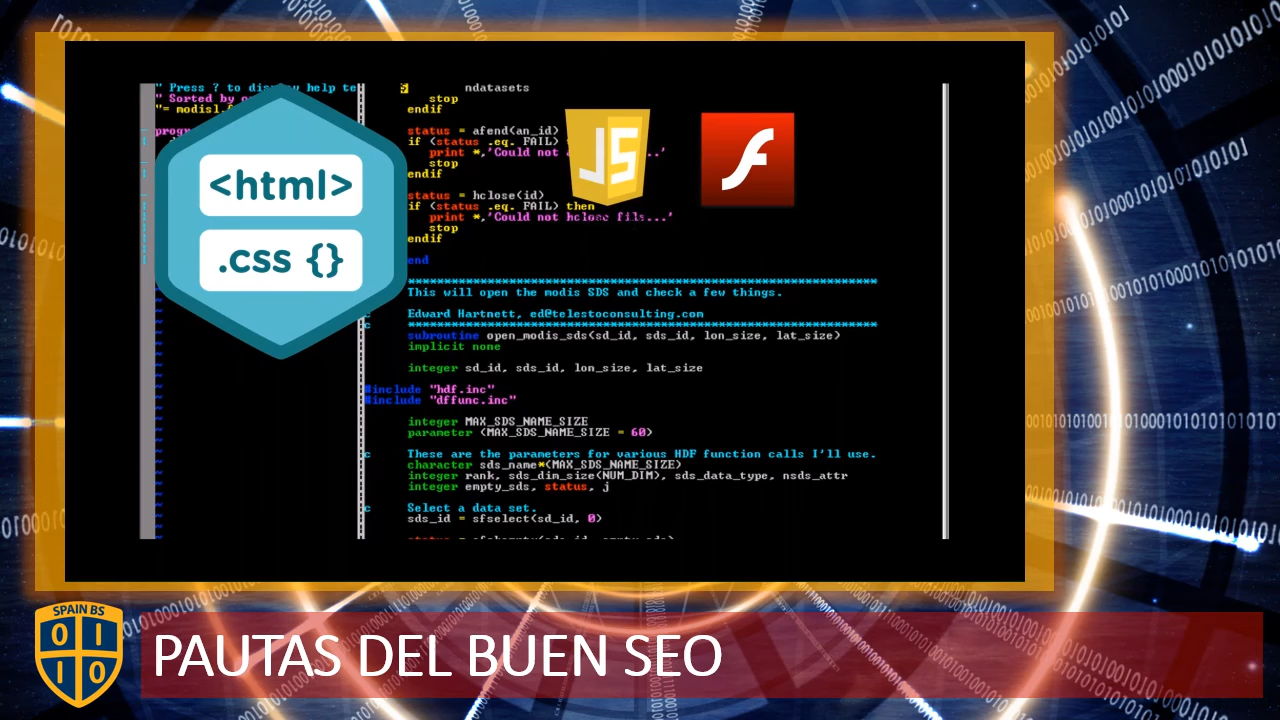 " Press ? to display help te
" Sorted by
"= modis1.f
progr
<html>
.css {}
JS
ndatasets
stop
endif
status = afend(an_id)
if (status .eq. FAIL)
print *,'Could not
stop
endif
status = hclose(id)
if (status .eq. FAIL) then
print *,'Could not hclose file...'
stop
endif
end
*****************************************************************
This will open the modis SDS and check a few things.
c Edward Hartnett, ed@telestoconsulting.com
c *****************************************************************
subroutine open_modis_sds(sd_id, sds_id, lon_size, lat_size)
implicit none
integer sd_id, sds_id, lon_size, lat_size
#include "hdf.inc"
#include "dffunc.inc"
integer MAX_SDS_NAME_SIZE
parameter (MAX_SDS_NAME_SIZE = 60)
c These are the parameters for various HDF function calls I'll use.
character sds_name*(MAX_SDS_NAME_SIZE)
integer rank, sds_dim_size(NUM_DIM), sds_data_type, nsds_attr
integer empty_sds, status, j
c Select a data set.
sds_id = sfselect(sd_id, 0)
SPAIN BS
O I
I O
PAUTAS DEL BUEN SEO